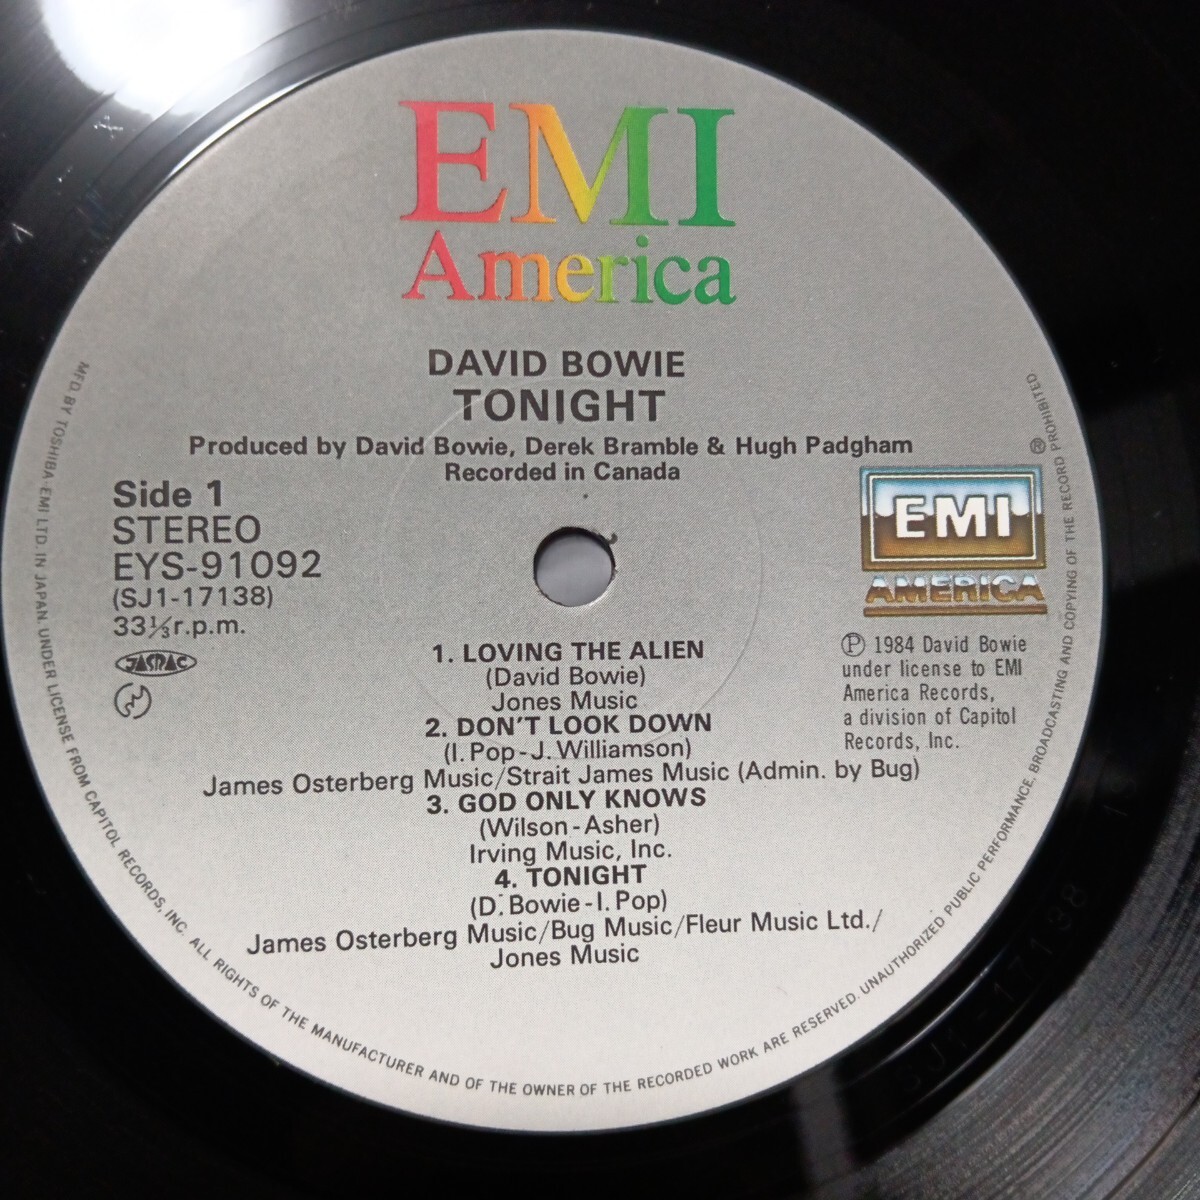 EMI
America
DAVID BOWIE
TONIGHT
Produced by David Bowie, Derek Bramble & Hugh Padgham
Recorded in Canada
Side 1
STEREO
EYS-91092
(SJ1-17138)
33⅓r.p.m.
JASRAC
EMI
AMERICA
Ⓟ 1984 David Bowie
under license to EMI
America Records,
a division of Capitol
Records, Inc.
1. LOVING THE ALIEN
(David Bowie)
Jones Music
2. DON'T LOOK DOWN
(I. Pop-J. Williamson)
James Osterberg Music/Strait James Music (Admin. by Bug)
3. GOD ONLY KNOWS
(Wilson-Asher)
Irving Music, Inc.
4. TONIGHT
(D. Bowie-I. Pop)
James Osterberg Music/Bug Music/Fleur Music Ltd./
Jones Music
MFD. BY TOSHIBA-EMI LTD. IN JAPAN. UNDER LICENSE FROM CAPITOL RECORDS, INC. ALL RIGHTS OF THE MANUFACTURER AND OF THE OWNER OF THE RECORDED WORK ARE RESERVED. UNAUTHORIZED PUBLIC PERFORMANCE, BROADCASTING AND COPYING OF THE RECORD PROHIBITED
®